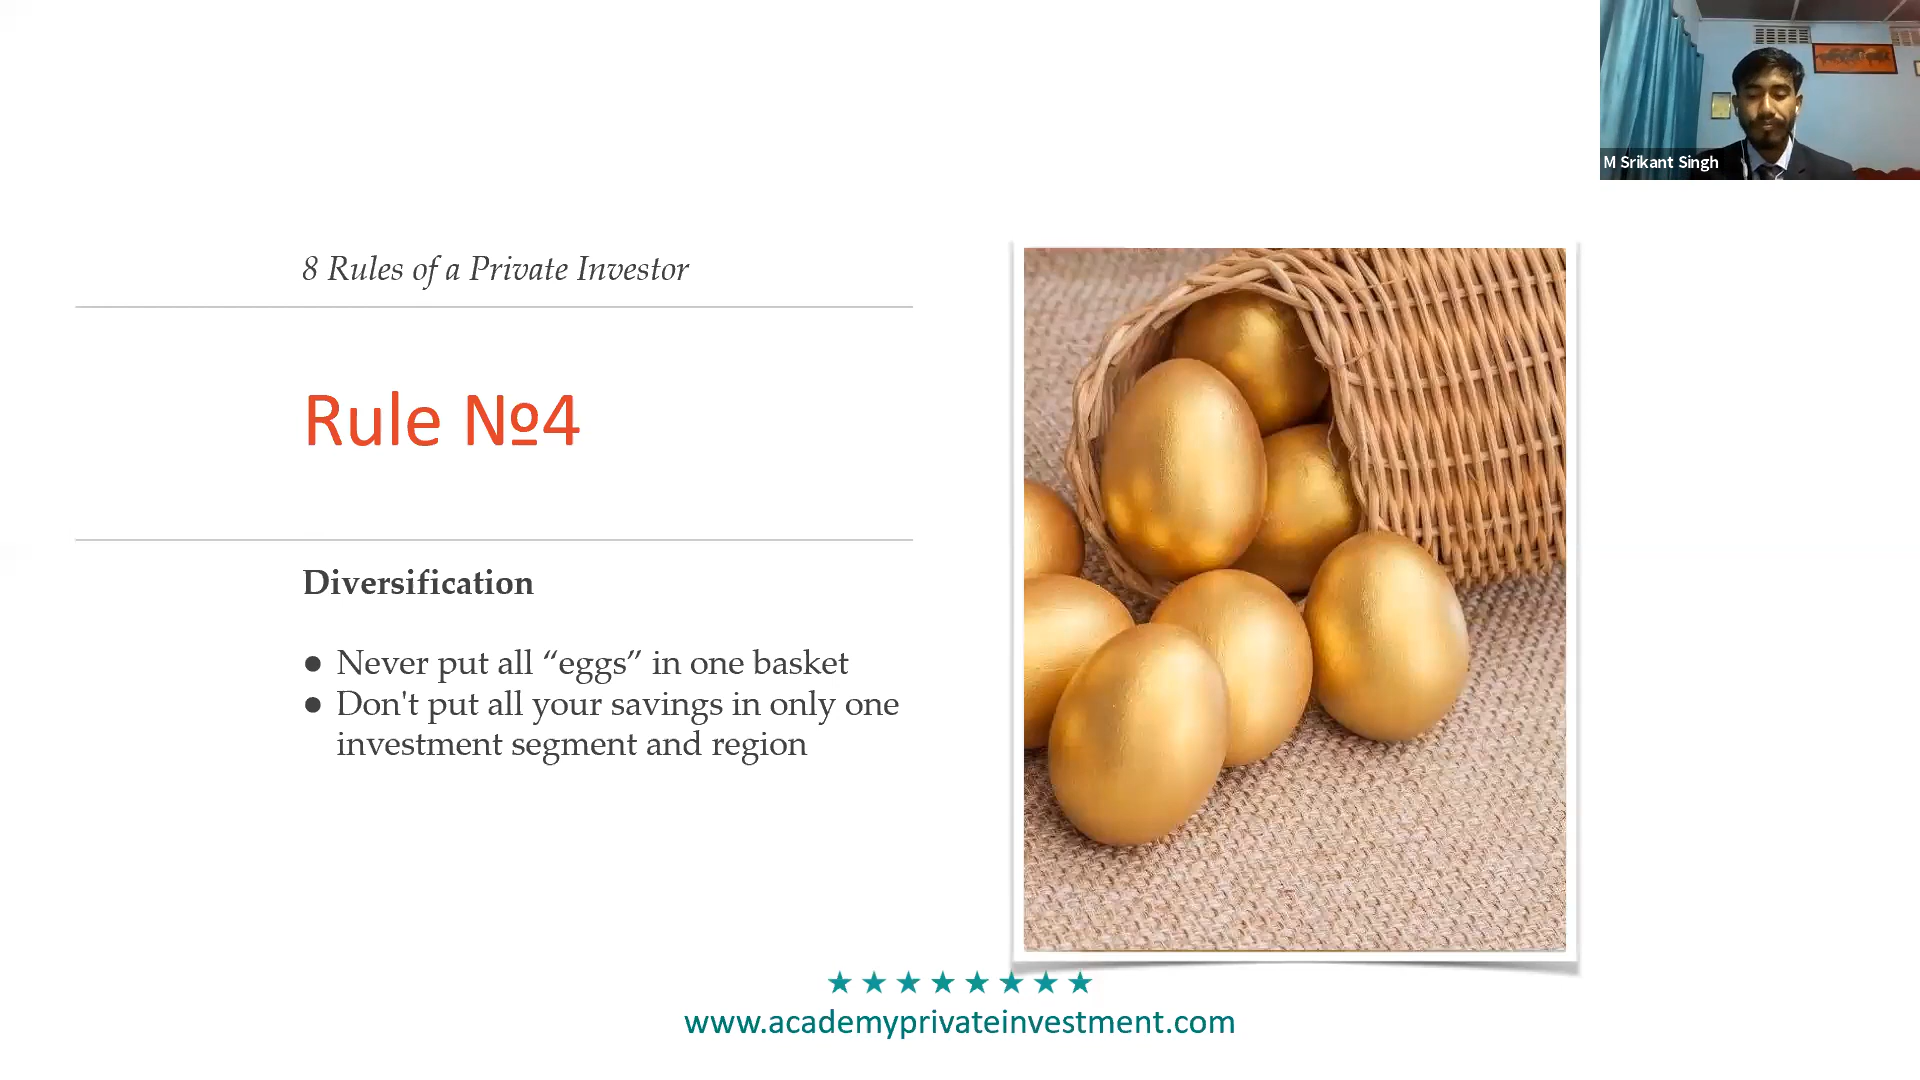 M Srikant Singh
8 Rules of a Private Investor
Rule №4
Diversification
● Never put all “eggs” in one basket
● Don't put all your savings in only one
investment segment and region
★ ★ ★ ★ ★ ★ ★ ★
www.academyprivateinvestment.com